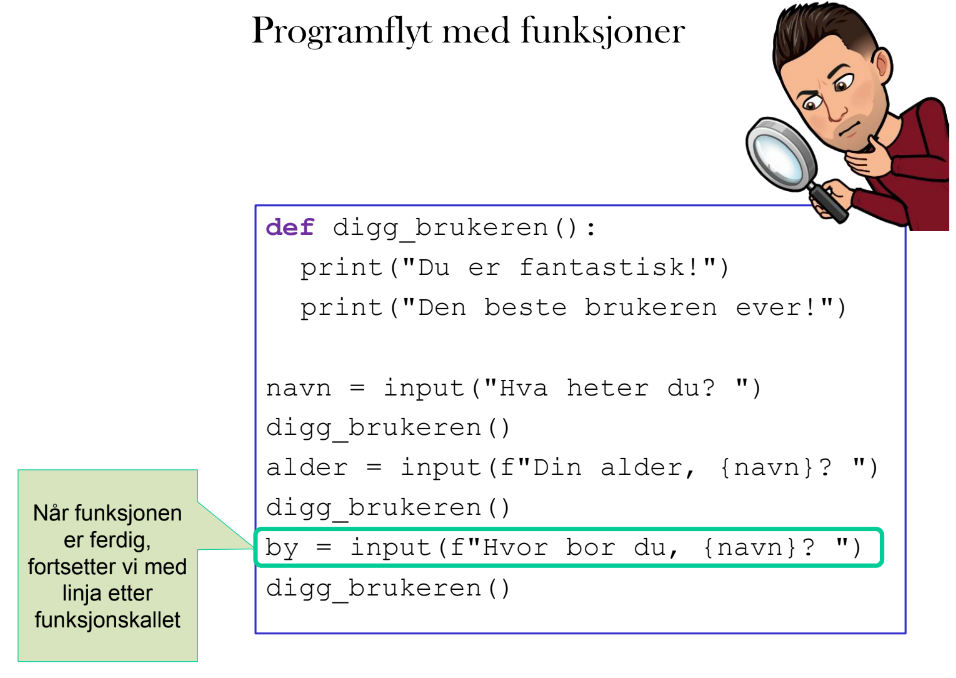 Programflyt med funksjoner
def digg_brukeren():
  print("Du er fantastisk!")
  print("Den beste brukeren ever!")

navn = input("Hva heter du? ")
digg_brukeren()
alder = input(f"Din alder, {navn}? ")
digg_brukeren()
by = input(f"Hvor bor du, {navn}? ")
digg_brukeren()
Når funksjonen
er ferdig,
fortsetter vi med
linja etter
funksjonskallet